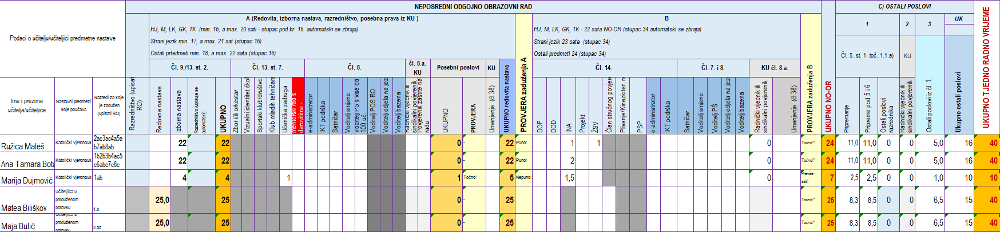 NEPOSREDNI ODGOJNO OBRAZOVNI RAD
C) OSTALI POSLOVI
Podaci o učitelju/učiteljici predmetne nastave
A (Redovita, izborna nastava, razredništvo, posebna prava iz KU )
HJ, M, LK, GK, TK (min. 16, a max. 20 sati - stupac pod br. 16. automatski se zbraja)
Strani jezik min. 17, a max. 21 sat (stupac 16)
Ostali prtedmeti min. 18, a max. 22 sata (stupac 16)
PROVJERA zaduženja A
B
HJ, M, LK, GK, TK - 22 sata NO-OR (stupac 34 automatski se zbraja)
Strani jezik 23 sata (stupac 34)
Ostali predmeti 24 (stupac 34)
PROVJERA zaduženja B
UKUPNO NO-OR
1
2
3
UK
Čl. 5. st. 1. toč. 1.1.a)
KU
Ostali poslovi iz čl. 1.
Ukupno ostali poslovi
UKUPNO TJEDNO RADNO VRIJEME
Čl. 9./13. st. 2.
Čl. 13. st. 7.
Čl. 8.
čl. 8.a. KU
Posebni poslovi
KU
UKUPNO redovita nastava
Čl. 14.
Čl. 7. i 8.
KU čl. 8.a.
Ime i prezime učitelja/učiteljice
Nastavni predmet/i koje poučava
Razredi za koje je zadužen (upisati RO)
Razredništvo (upisat RO)
Redovna nastava
Izborna nastava
Razredništvo (upisuje se automatski)
UKUPNO
Zbor i/ili orkestar
Vizualni identitet škol
Sportski klub/društvo
Klub mladih tehničara
Učenička zadruga
mentorski rad s darovitima -
e-administrator
IKT podrška
Satničar
Voditelj smjene
Voditelj PŠ s više od 100 uč.
Voditelj POS RO
Voditelj odjela na jez
Voditelj bazena
Radnički vijećnik ili sindikalni povjerenik
Povjerenik zaštite na radu
UKUPNO
PROVJERA
Umanjenje (čl.38)
DOP
DOD
INA
Projekt
ŽSV
Član stručnog povjere
Plivanje/Kinezioter. ra
PSP
e-administrator
IKT podrška
Satničar
Voditelj smjene
Voditelj PŠ
Voditelj odjela na jez
Voditelj bazena
Radnički vijećnik ili sindikalni povjerenik
Umanjenje (čl.38)
Pripremanje
Pripreme pod 5 i 6
Ostali poslovi razrednika
Radnički vijećnik ili sindikalni povjerenik
Ružica Maleš Katolički vjeronauk 2ac3ac4a5a b7ab8ab 22 22 0 - 22 Puno! 1 1 0 Točno!" 24 11,0 11,0 0 0 5,0 16 40
Ana Tamara Bota Katolički vjeronauk 1b2b3b4ac5 c6abc7c8c 22 22 0 - 22 Puno! 2 0 Točno!" 24 11,0 11,0 0 0 5,0 16 40
Marija Dujmović Katolički vjeronauk 1ab 4 4 1 1 Točno! 5 Nepuno! 1,5 0 Previše sati! 7 2,5 2,5 0 0 1,0 10 10
Matea Biliškov Učiteljica u produženom boravku 1.b 25,0 25 0 - 25 Točno!" 25 8,3 8,5 0 0 6,5 15 40
Maja Bulić Učiteljica u produženom boravku 2.ab 25,0 25 0 - 25 Točno!" 25 8,3 8,5 0 0 6,5 15 40